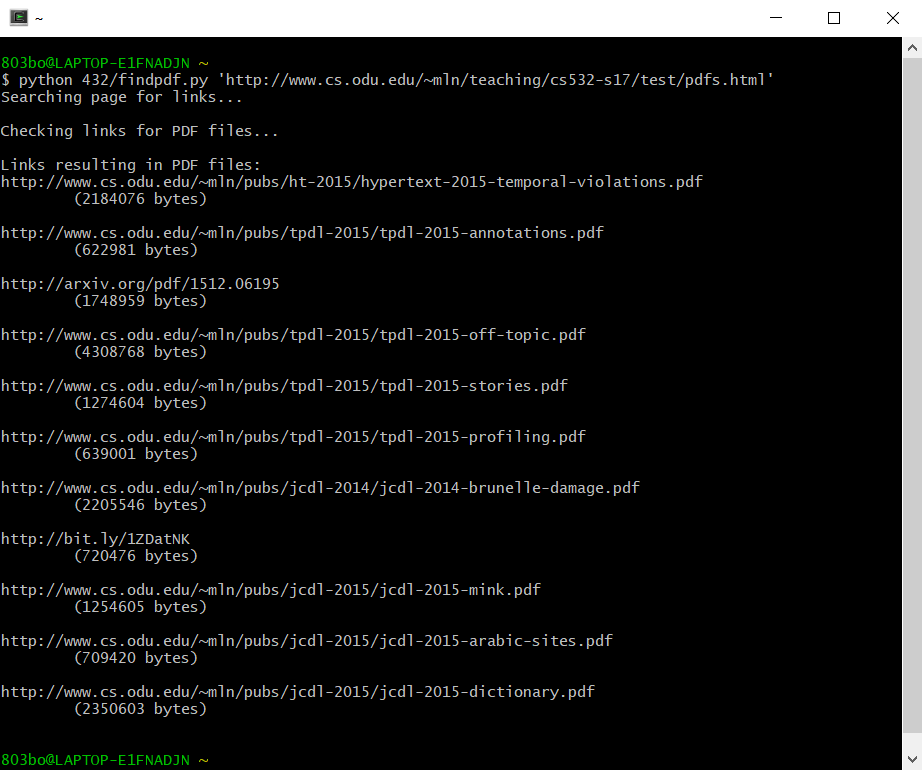 ~
803bo@LAPTOP-E1FNADJN ~
$ python 432/findpdf.py 'http://www.cs.odu.edu/~mln/teaching/cs532-s17/test/pdfs.html'
Searching page for links...
Checking links for PDF files...
Links resulting in PDF files:
http://www.cs.odu.edu/~mln/pubs/ht-2015/hypertext-2015-temporal-violations.pdf
(2184076 bytes)
http://www.cs.odu.edu/~mln/pubs/tpdl-2015/tpdl-2015-annotations.pdf
(622981 bytes)
http://arxiv.org/pdf/1512.06195
(1748959 bytes)
http://www.cs.odu.edu/~mln/pubs/tpdl-2015/tpdl-2015-off-topic.pdf
(4308768 bytes)
http://www.cs.odu.edu/~mln/pubs/tpdl-2015/tpdl-2015-stories.pdf
(1274604 bytes)
http://www.cs.odu.edu/~mln/pubs/tpdl-2015/tpdl-2015-profiling.pdf
(639001 bytes)
http://www.cs.odu.edu/~mln/pubs/jcdl-2014/jcdl-2014-brunelle-damage.pdf
(2205546 bytes)
http://bit.ly/1ZDatNK
(720476 bytes)
http://www.cs.odu.edu/~mln/pubs/jcdl-2015/jcdl-2015-mink.pdf
(1254605 bytes)
http://www.cs.odu.edu/~mln/pubs/jcdl-2015/jcdl-2015-arabic-sites.pdf
(709420 bytes)
http://www.cs.odu.edu/~mln/pubs/jcdl-2015/jcdl-2015-dictionary.pdf
(2350603 bytes)
803bo@LAPTOP-E1FNADJN ~